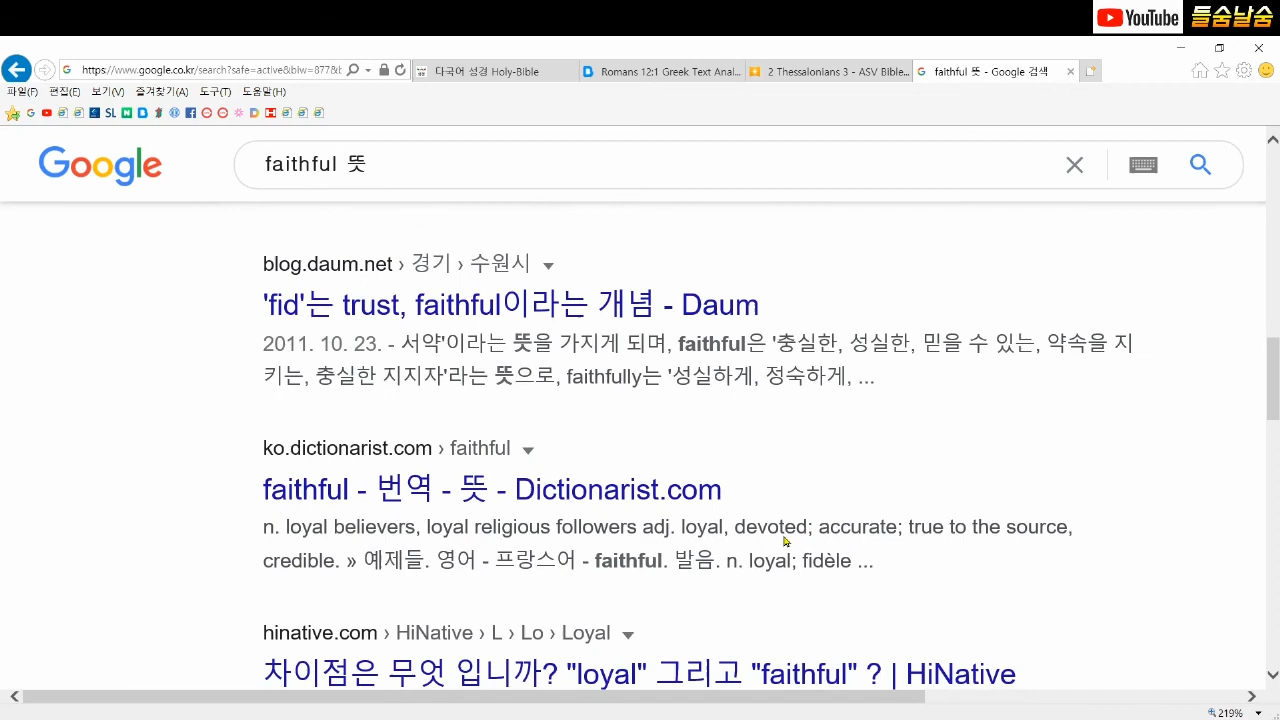 YouTube 들숨날숨
https://www.google.co.kr/search?safe=active&biw=877&b
다국어 성경 Holy-Bible
Romans 12:1 Greek Text...
2 Thessalonians 3 - ASV Bible...
faithful 뜻 - Google 검색
파일(F) 편집(E) 보기(V) 즐겨찾기(A) 도구(T) 도움말(H)
Google
faithful 뜻
blog.daum.net › 경기 › 수원시
'fid'는 trust, faithful이라는 개념 - Daum
2011. 10. 23. - 서약'이라는 뜻을 가지게 되며, faithful은 '충실한, 성실한, 믿을 수 있는, 약속을 지
키는, 충실한 지지자'라는 뜻으로, faithfully는 '성실하게, 정숙하게, ...
ko.dictionarist.com › faithful
faithful - 번역 - 뜻 - Dictionarist.com
n. loyal believers, loyal religious followers adj. loyal, devoted; accurate; true to the source,
credible. » 예제들. 영어 - 프랑스어 - faithful. 발음. n. loyal; fidèle ...
hinative.com › HiNative › L › Lo › Loyal
차이점은 무엇 입니까? "loyal" 그리고 "faithful" ? | HiNative
219%